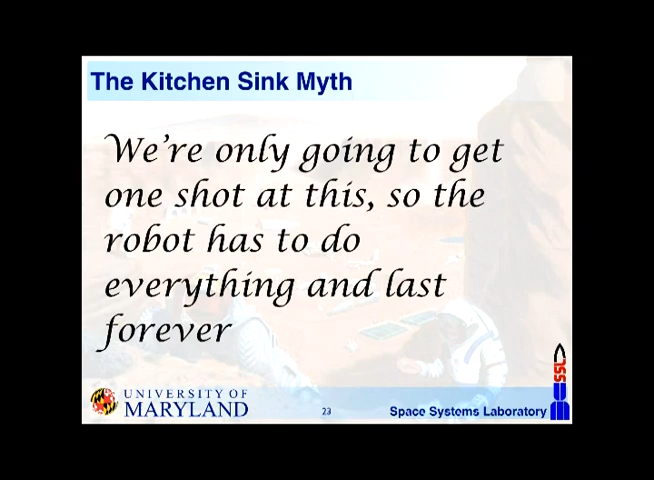 The Kitchen Sink Myth
We're only going to get
one shot at this, so the
robot has to do
everything and last
forever
UNIVERSITY OF
MARYLAND
23
Space Systems Laboratory
SSL